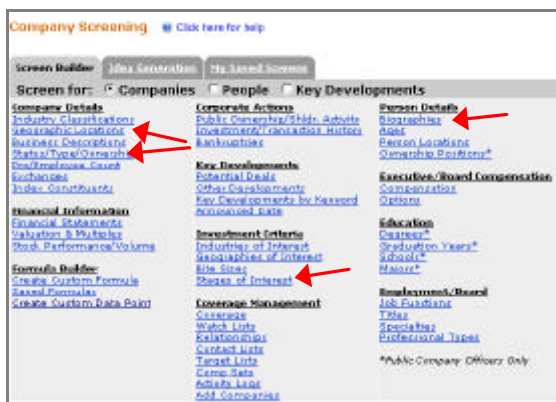 Company Screening Click here for help
Screen Builder Idea Generation My Saved Screens
Screen for: Companies People Key Developments
Company Details
Industry Classifications
Geographic Locations
Business Descriptions
Status/Type/Ownership
Employee Count
Exchanges
Index Constituents
Financial Information
Financial Statements
Valuation & Multiples
Stock Performance/Volume
Formula Builder
Create Custom Formula
Saved Formulas
Create Custom Data Point
Corporate Actions
Public Ownership/Shldn Activity
Investment/Transaction History
Bankruptcies
Key Developments
Potential Deals
Other Developments
Key Developments by Keyword
Announced Date
Investment Criteria
Industries of Interest
Geographies of Interest
Bite Sizes
Stages of Interest
Coverage Management
Coverage
Watch Lists
Relationships
Contact Lists
Target Lists
Comp Sets
Activity Logs
Add Companies
Person Details
Biographies
Ages
Person Locations
Ownership Positions*
Executive/Board Compensation
Compensation
Options
Education
Degrees*
Graduation Years*
Schools*
Majors*
Employment/Board
Job Functions
Titles
Specialties
Professional Types
*Public Company Officers Only